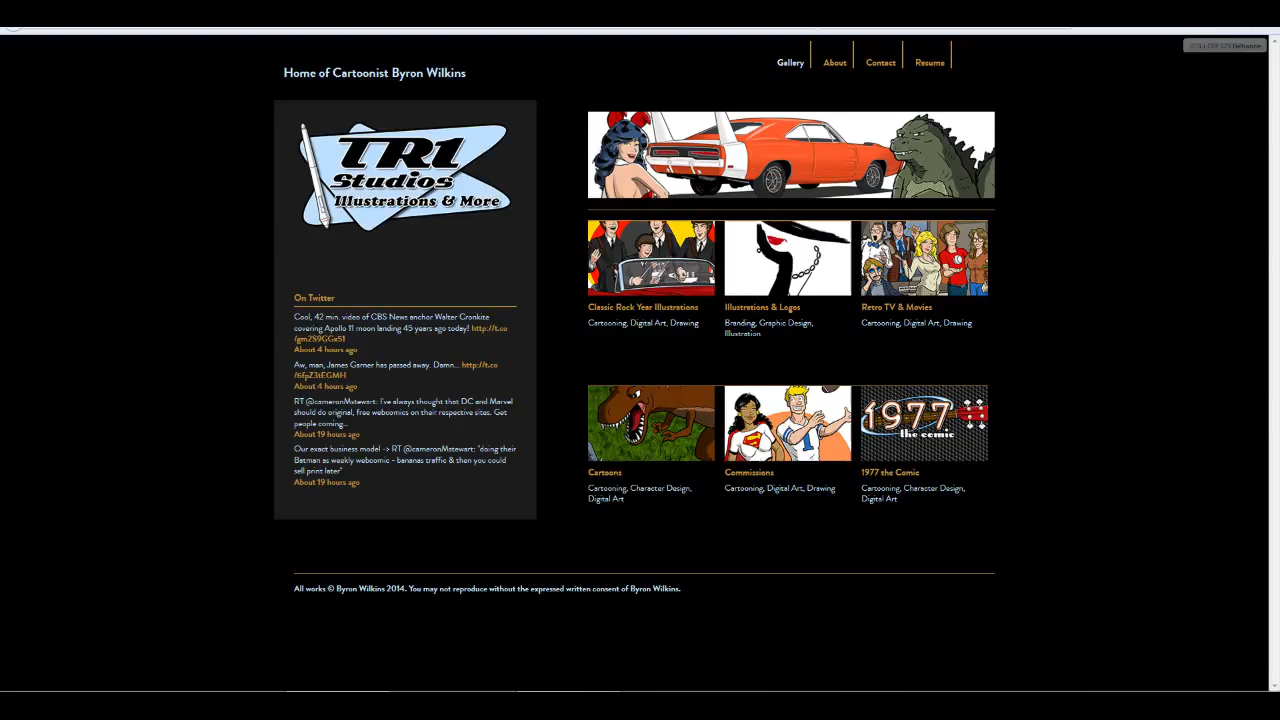 FOLLOW ON Behance
Gallery
About
Contact
Resume
Home of Cartoonist Byron Wilkins
TR1
Studios
Illustrations & More
On Twitter
Cool, 42 min. video of CBS News anchor Walter Cronkite
covering Apollo 11 moon landing 45 years ago today! http://t.co
/gm2S9GGx51
About 4 hours ago
Aw, man, James Garner has passed away. Damn... http://t.co
/6fpZ3tEGMH
About 4 hours ago
RT @cameronMstewart: I've always thought that DC and Marvel
should do original, free webcomics on their respective sites. Get
people coming...
About 19 hours ago
Our exact business model -> RT @cameronMstewart: "doing their
Batman as weekly webcomic - bananas traffic & then you could
sell print later"
About 19 hours ago
Classic Rock Year Illustrations
Cartooning, Digital Art, Drawing
Illustrations & Logos
Branding, Graphic Design,
Illustration
Retro TV & Movies
Cartooning, Digital Art, Drawing
Cartoons
Cartooning, Character Design,
Digital Art
Commissions
Cartooning, Digital Art, Drawing
1977
the comic
1977 the Comic
Cartooning, Character Design,
Digital Art
All works © Byron Wilkins 2014. You may not reproduce without the expressed written consent of Byron Wilkins.